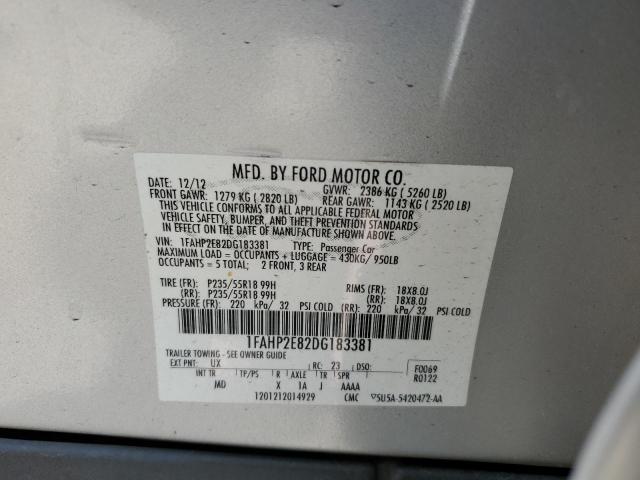 MFD. BY FORD MOTOR CO.
DATE: 12/12 GVWR: 2386 KG ( 5260 LB)
FRONT GAWR: 1279 KG ( 2820 LB) REAR GAWR: 1143 KG ( 2520 LB)
THIS VEHICLE CONFORMS TO ALL APPLICABLE FEDERAL MOTOR
VEHICLE SAFETY, BUMPER, AND THEFT PREVENTION STANDARDS
IN EFFECT ON THE DATE OF MANUFACTURE SHOWN ABOVE.
VIN: 1FAHP2E82DG183381 TYPE: Passenger Car
MAXIMUM LOAD = OCCUPANTS + LUGGAGE = 430KG/ 950LB
OCCUPANTS = 5 TOTAL; 2 FRONT, 3 REAR
TIRE (FR): P235/55R18 99H RIMS (FR): 18X8.0J
(RR): P235/55R18 99H (RR): 18X8.0J
PRESSURE (FR): 220 kPa/ 32 PSI COLD (RR): 220 kPa/ 32 PSI COLD
1FAHP2E82DG183381
TRAILER TOWING - SEE OWNER GUIDE
EXT PNT: UX RC: 23 DSO: F0069
IR TP/PS R AXLE TR SPR R0122
MD X 1A J AAAA
1201212014929 CMC 5U5A-5420472-AA